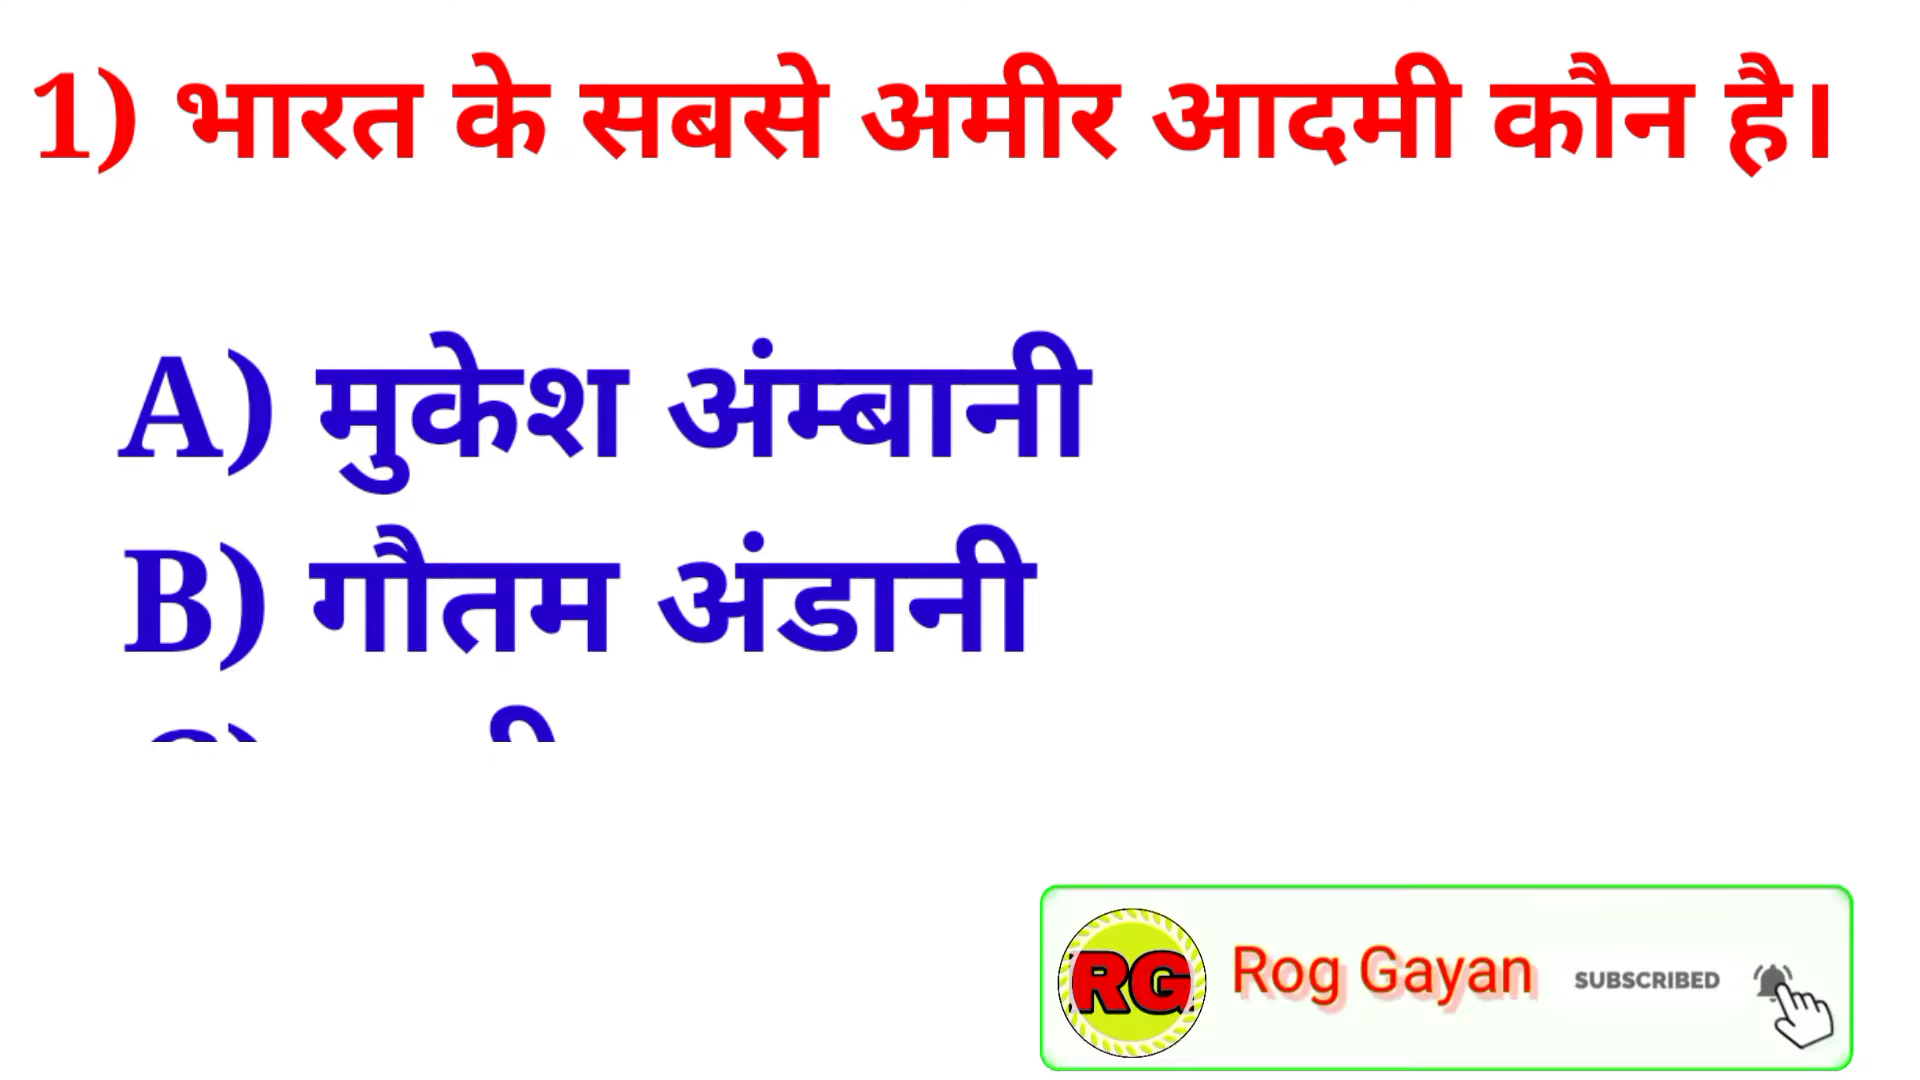 1) भारत के सबसे अमीर आदमी कौन है।
A) मुकेश अंम्बानी
B) गौतम अंडानी
RG
Rog Gayan
SUBSCRIBED